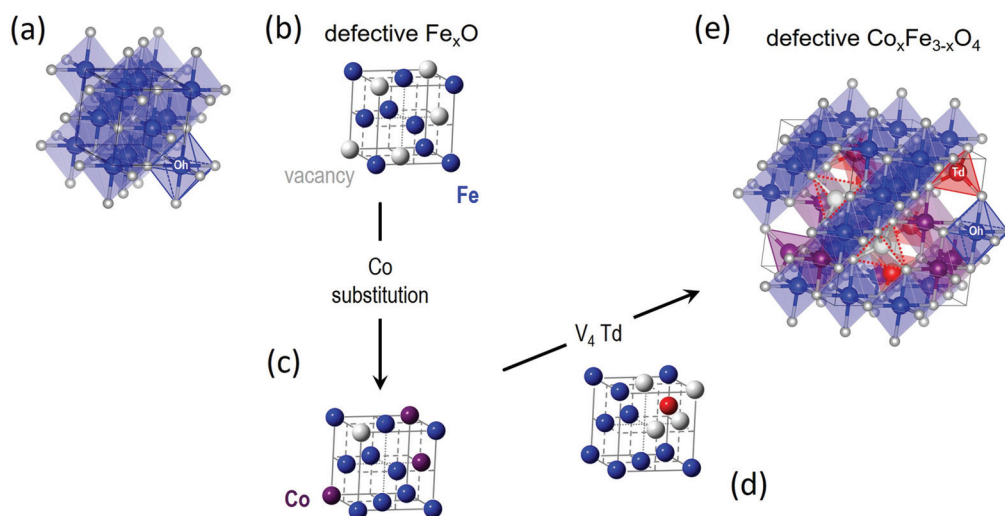 (a)
(b)
defective FeₓO
(e)
defective CoₓFe₃₋ₓO₄
Oh
vacancy
Fe
Td
Oh
Co
substitution
(c)
V₄ Td
Co
(d)